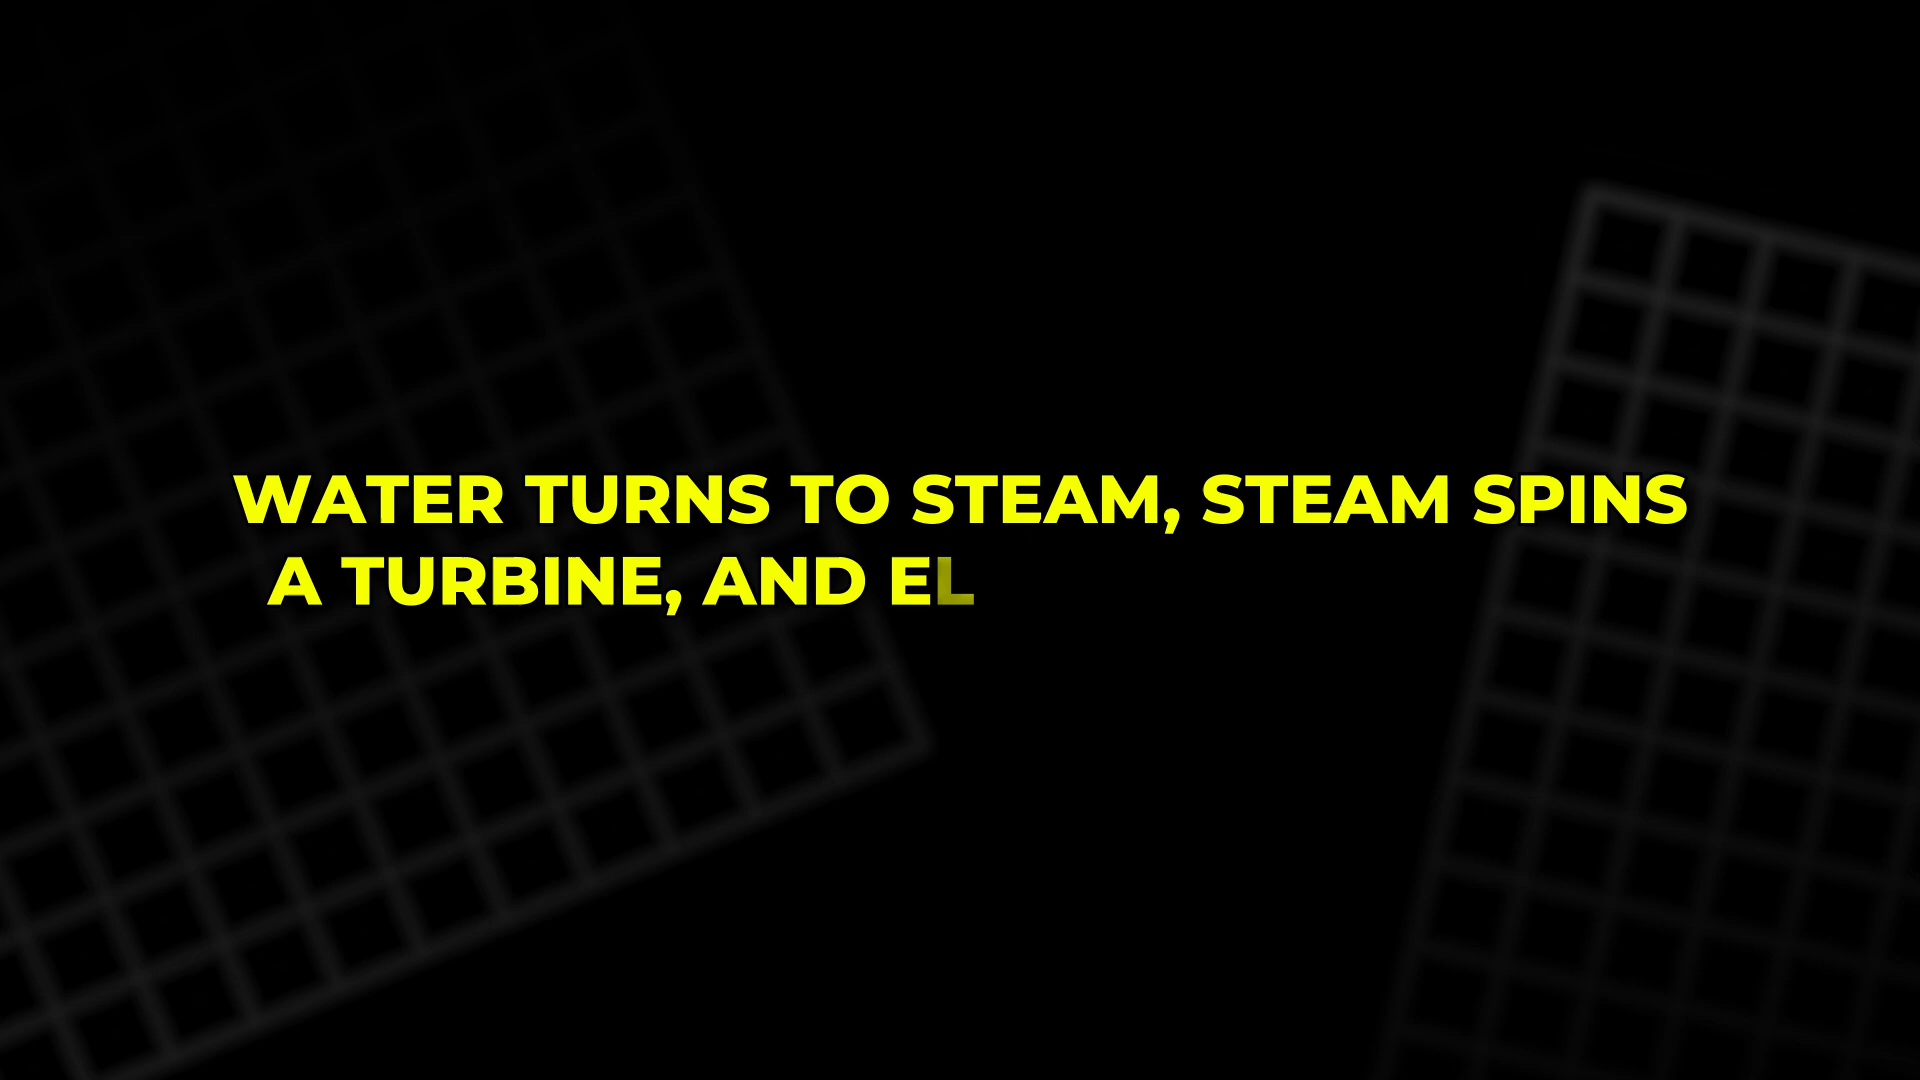 WATER TURNS TO STEAM, STEAM SPINS
A TURBINE, AND EL